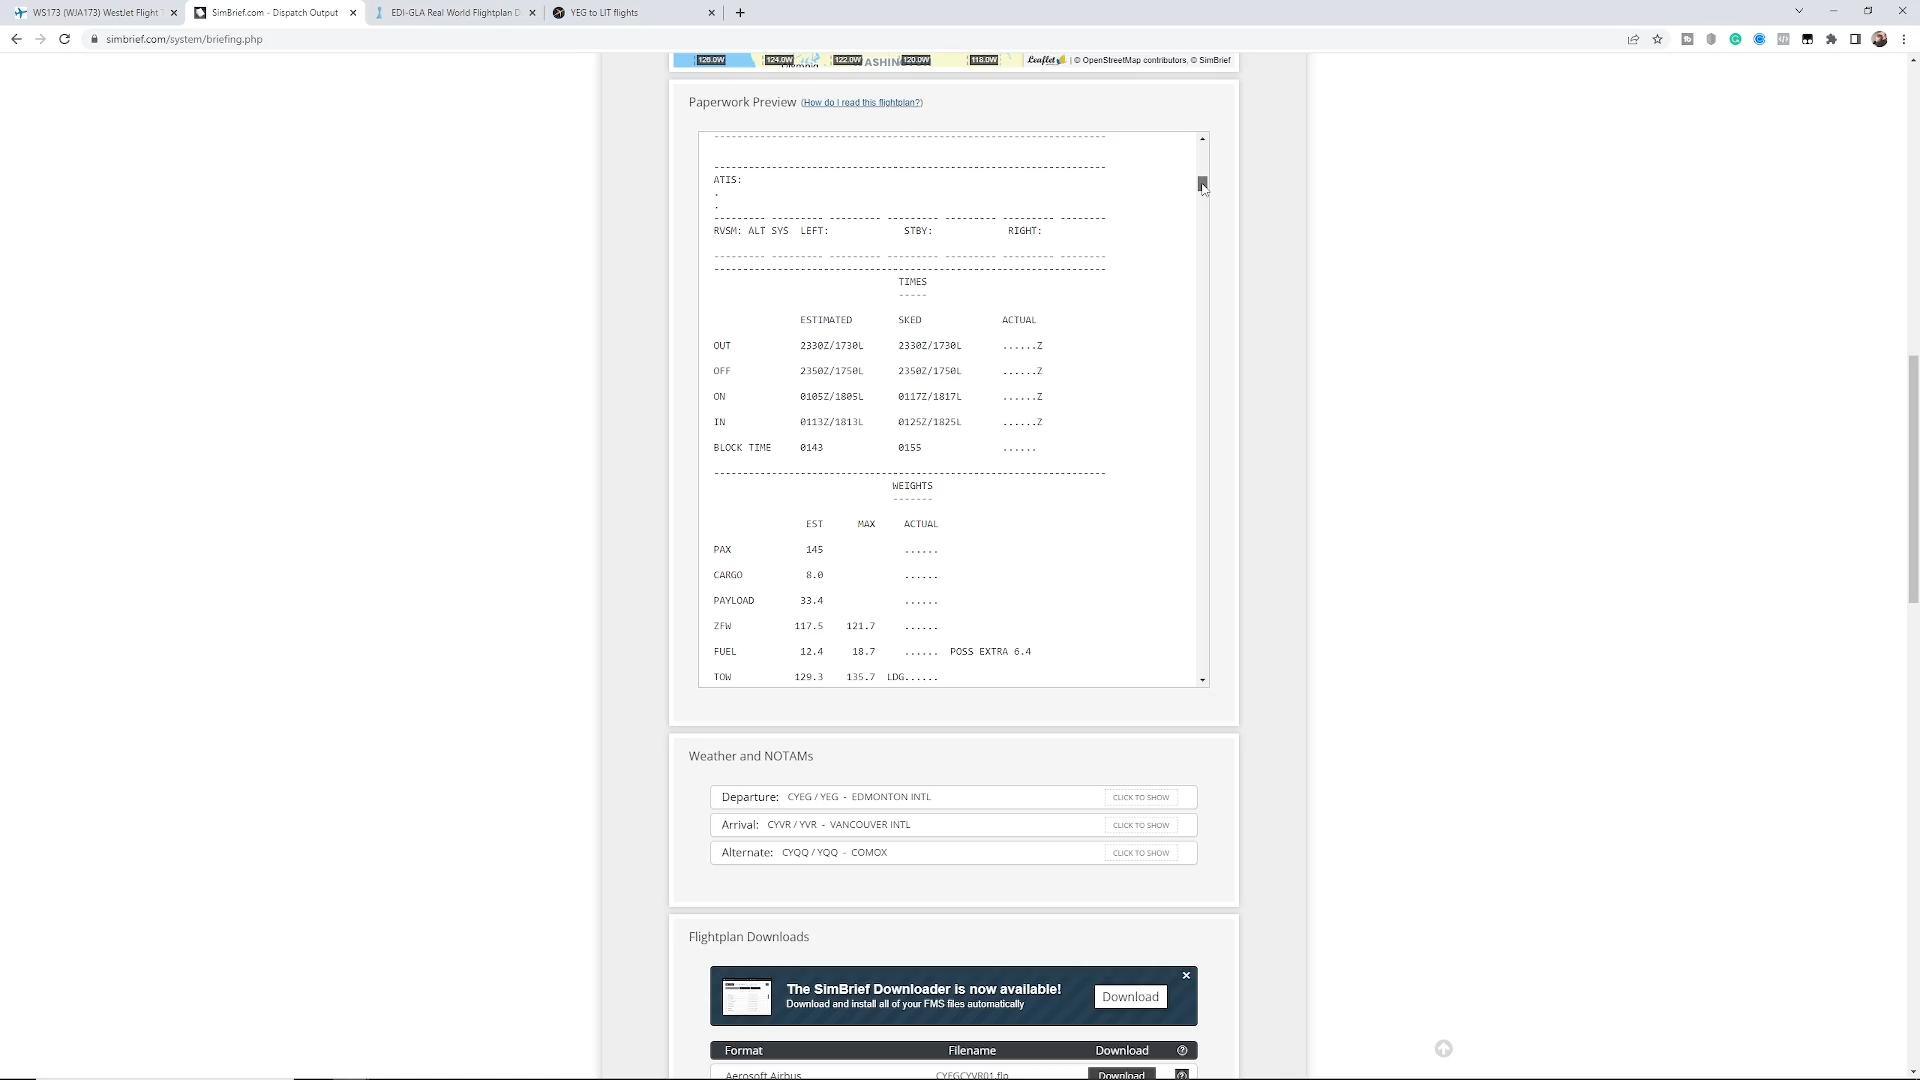 WS173 (WJA173) WestJet Flight
SimBrief.com - Dispatch Output
EDI-GLA Real World Flightplan D
YEG to LIT flights
simbrief.com/system/briefing.php
126.0W 124.0W 122.0W 120.0W 118.0W
Leaflet | © OpenStreetMap contributors, © SimBrief
Paperwork Preview (How do I read this flightplan?)
ATIS:
.
.
RVSM: ALT SYS LEFT: STBY: RIGHT:
TIMES
ESTIMATED SKED ACTUAL
OUT 2330Z/1730L 2330Z/1730L ......Z
OFF 2350Z/1750L 2350Z/1750L ......Z
ON 0105Z/1805L 0117Z/1817L ......Z
IN 0113Z/1813L 0125Z/1825L ......Z
BLOCK TIME 0143 0155 ......
WEIGHTS
EST MAX ACTUAL
PAX 145 ......
CARGO 8.0 ......
PAYLOAD 33.4 ......
ZFW 117.5 121.7 ......
FUEL 12.4 18.7 ...... POSS EXTRA 6.4
TOW 129.3 135.7 LDG......
Weather and NOTAMs
Departure: CYEG / YEG - EDMONTON INTL CLICK TO SHOW
Arrival: CYVR / YVR - VANCOUVER INTL CLICK TO SHOW
Alternate: CYQQ / YQQ - COMOX CLICK TO SHOW
Flightplan Downloads
The SimBrief Downloader is now available!
Download and install all of your FMS files automatically
Download
Format Filename Download
Aerosoft Airbus CYEGCYVR01.flp Download